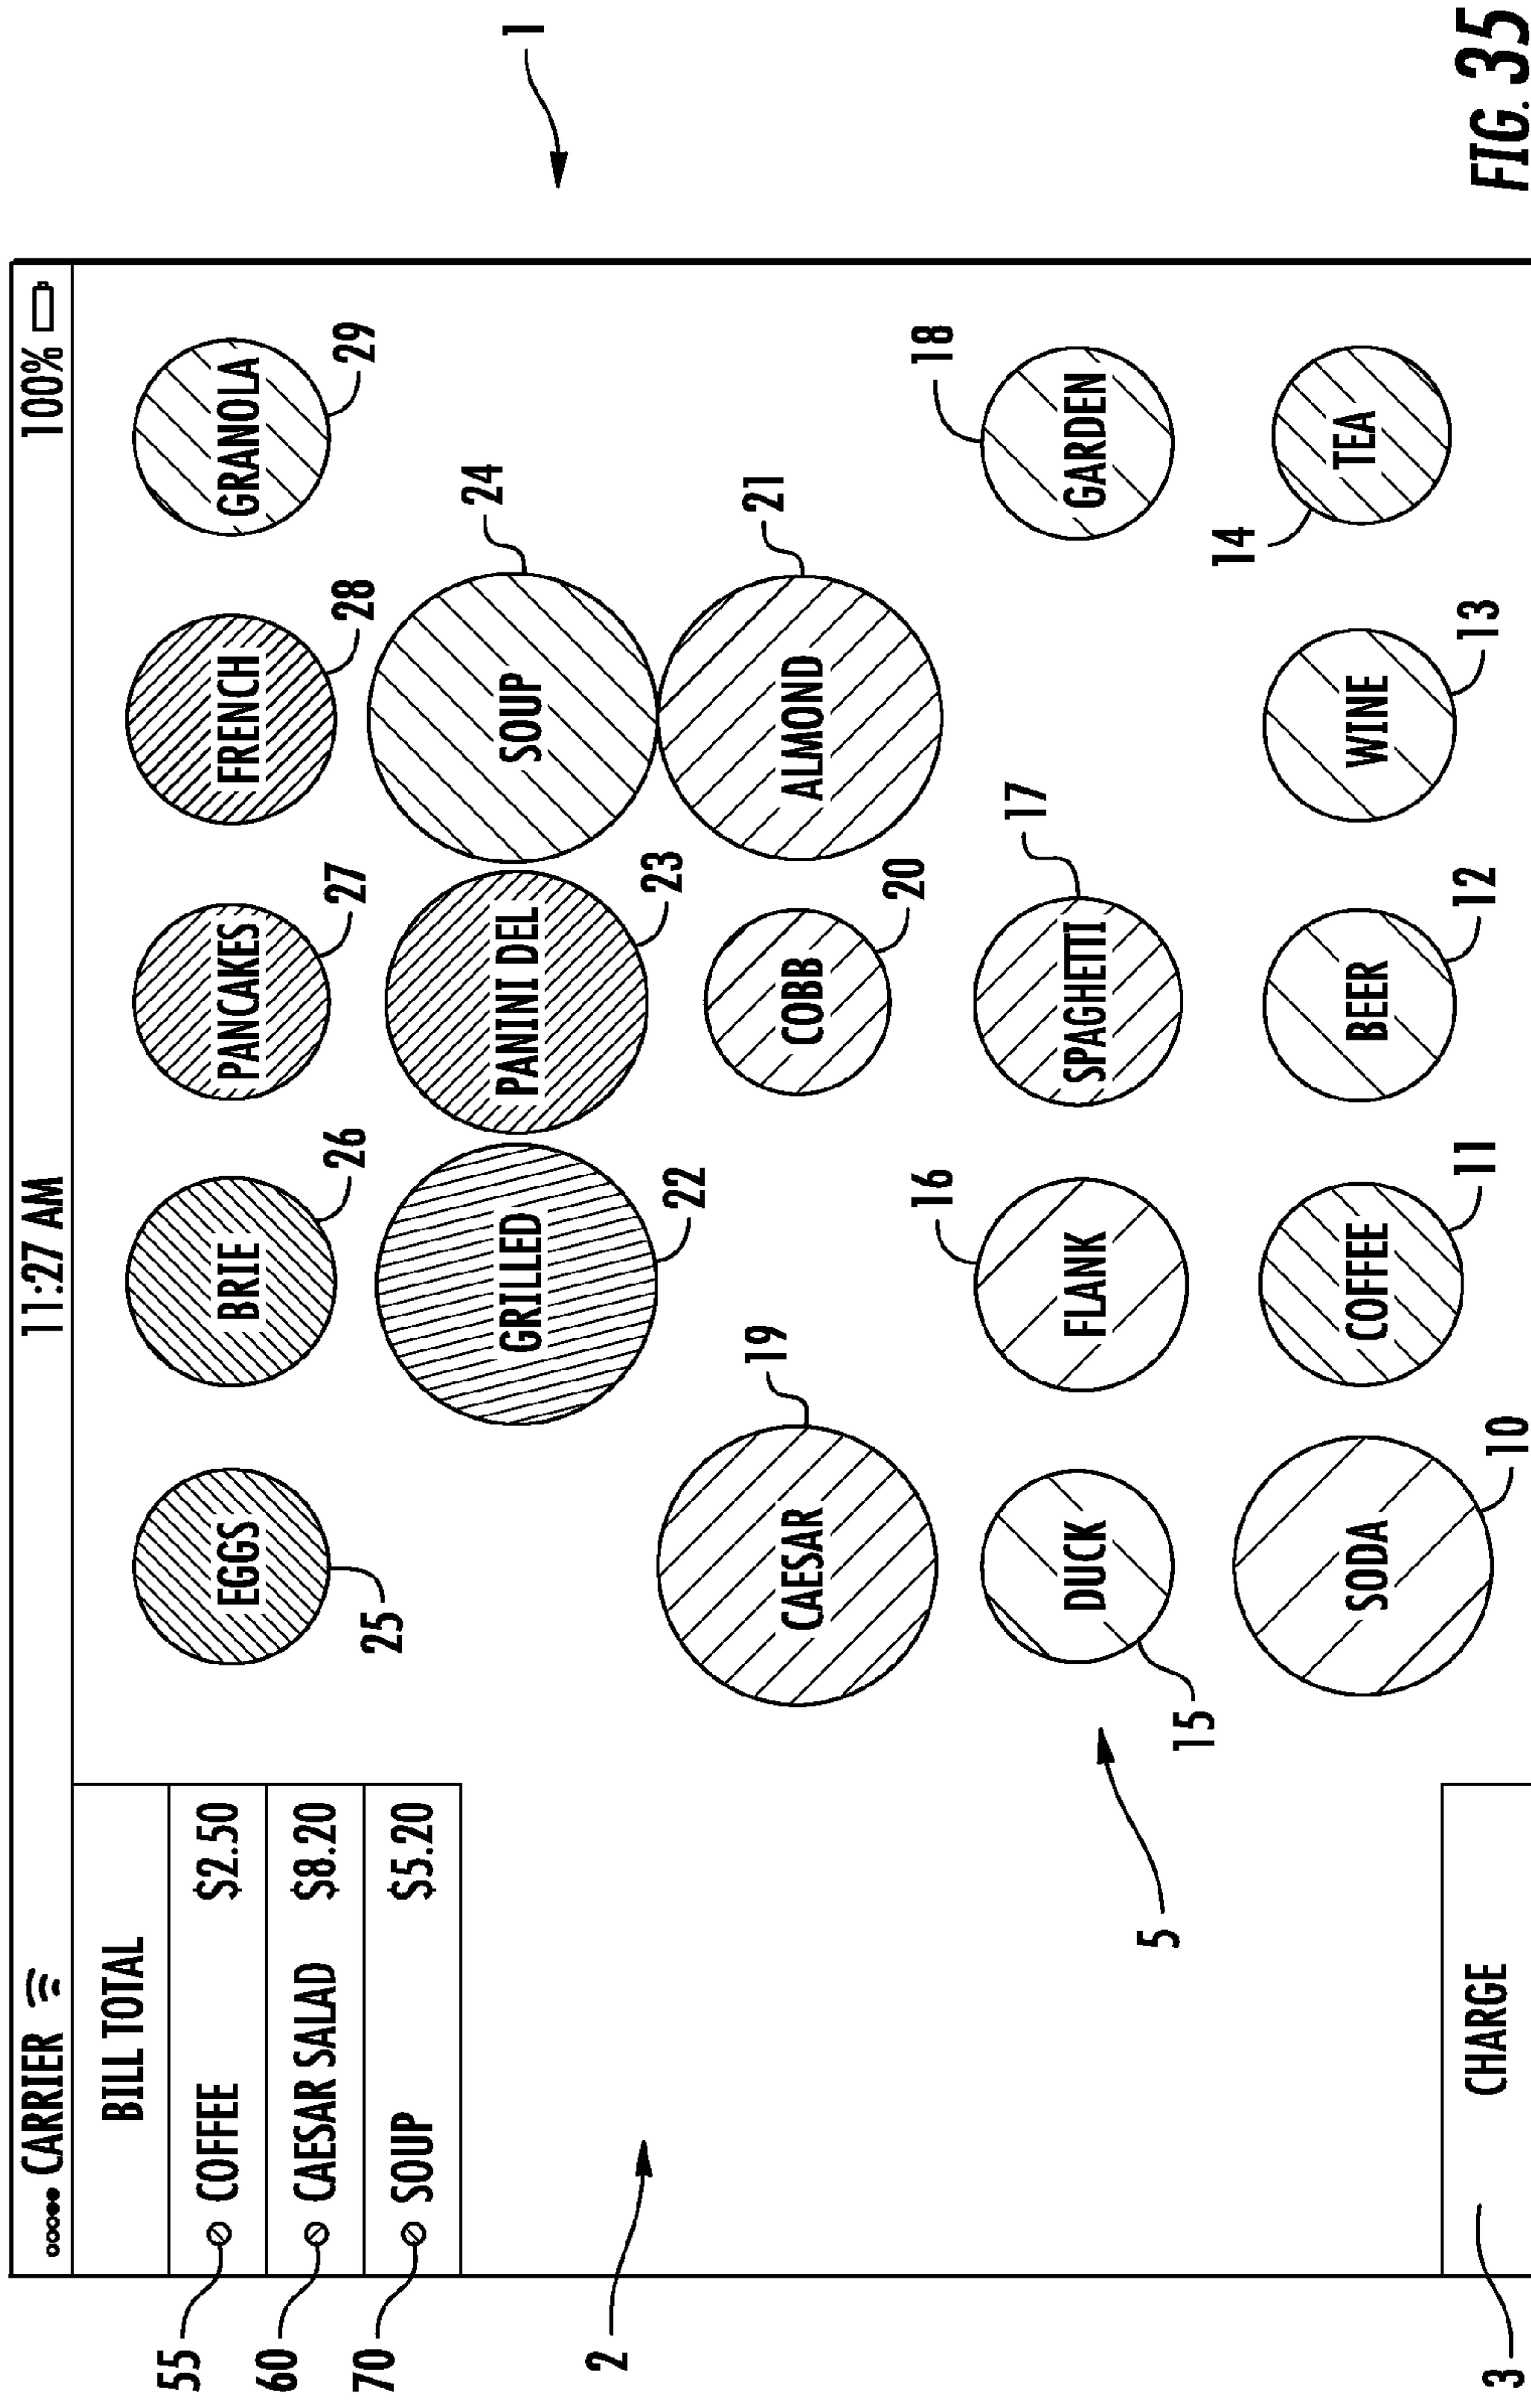 CARRIER 11:27 AM 100%
BILL TOTAL
55 COFFEE $2.50
60 CAESAR SALAD $8.20
70 SOUP $5.20
2
3 CHARGE
5
1
EGGS BRIE PANCAKES FRENCH GRANOLA
25 26 27 28 29
GRILLED PANINI DEL SOUP
22 23 24
CAESAR COBB ALMOND
19 20 21
DUCK FLANK SPAGHETTI GARDEN
15 16 17 18
SODA COFFEE BEER WINE TEA
10 11 12 13 14
FIG. 35